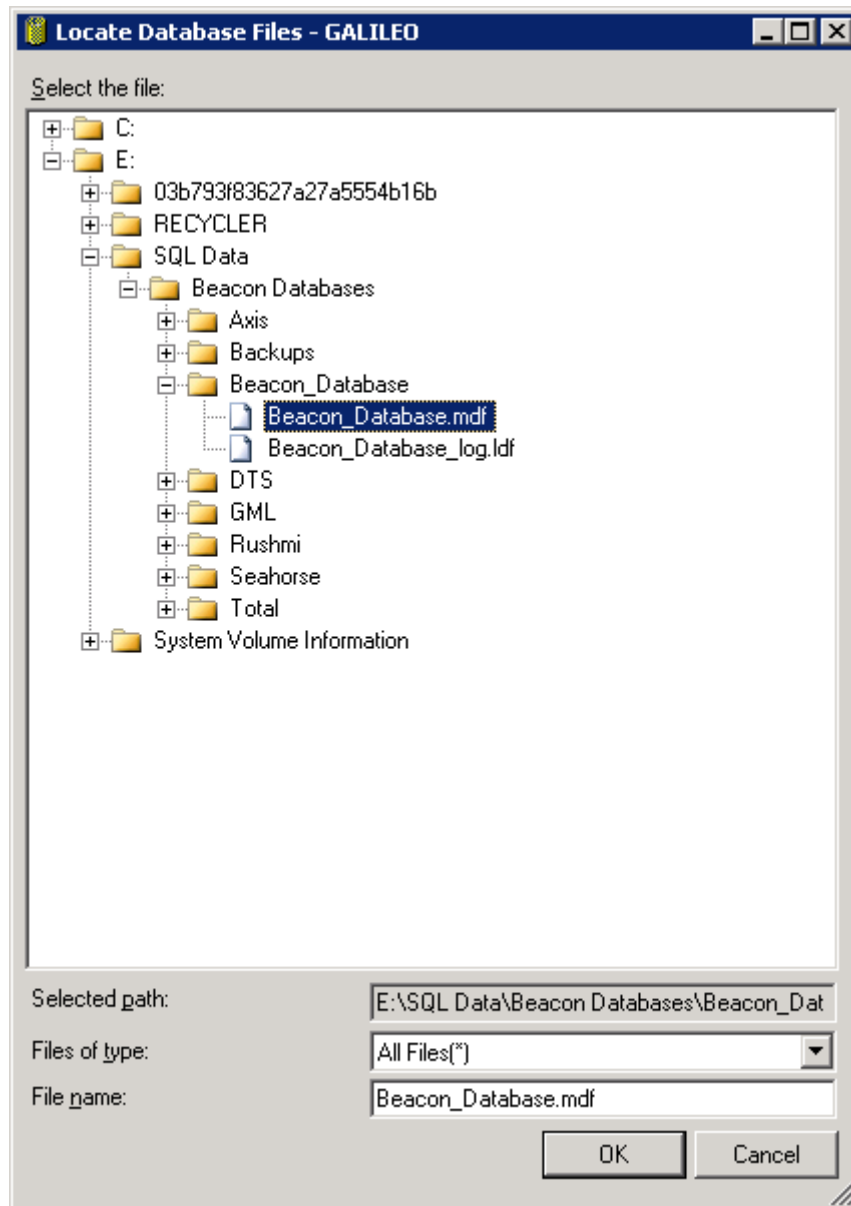 Locate Database Files - GALILEO
Select the file:
C:
E:
03b793f83627a27a5554b16b
RECYCLER
SQL Data
Beacon Databases
Axis
Backups
Beacon_Database
Beacon_Database.mdf
Beacon_Database_log.ldf
DTS
GML
Rushmi
Seahorse
Total
System Volume Information
Selected path: E:\SQL Data\Beacon Databases\Beacon_Dat
Files of type: All Files(*)
File name: Beacon_Database.mdf
OK Cancel